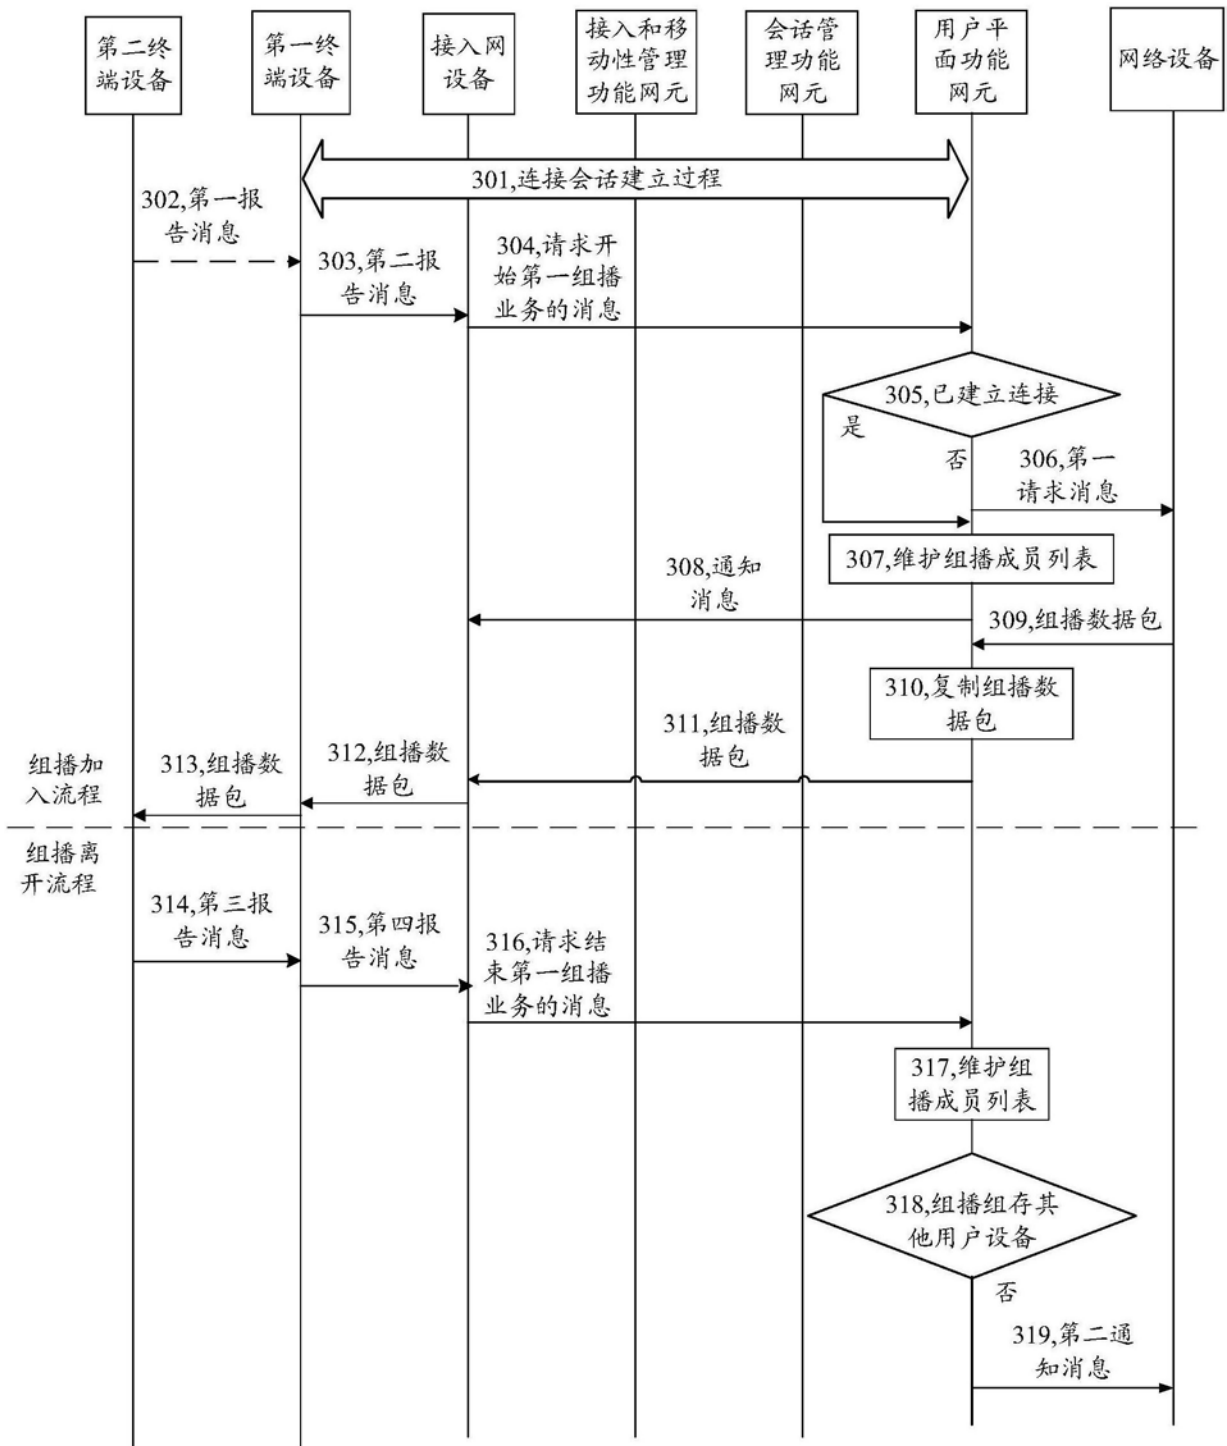 第二终
端设备
第一终
端设备
接入网
设备
接入和移
动性管理
功能网元
会话管
理功能
网元
用户平
面功能
网元
网络设备
301,连接会话建立过程
302,第一报
告消息
303,第二报
告消息
304,请求开
始第一组播
业务的消息
305,已建立连接
是
否
306,第一
请求消息
307,维护组播成员列表
308,通知
消息
309,组播数据包
310,复制组播数
据包
311,组播数
据包
312,组播数
据包
313,组播数
据包
组播加
入流程
组播离
开流程
314,第三报
告消息
315,第四报
告消息
316,请求结
束第一组播
业务的消息
317,维护组
播成员列表
318,组播组存其
他用户设备
否
319,第二通
知消息